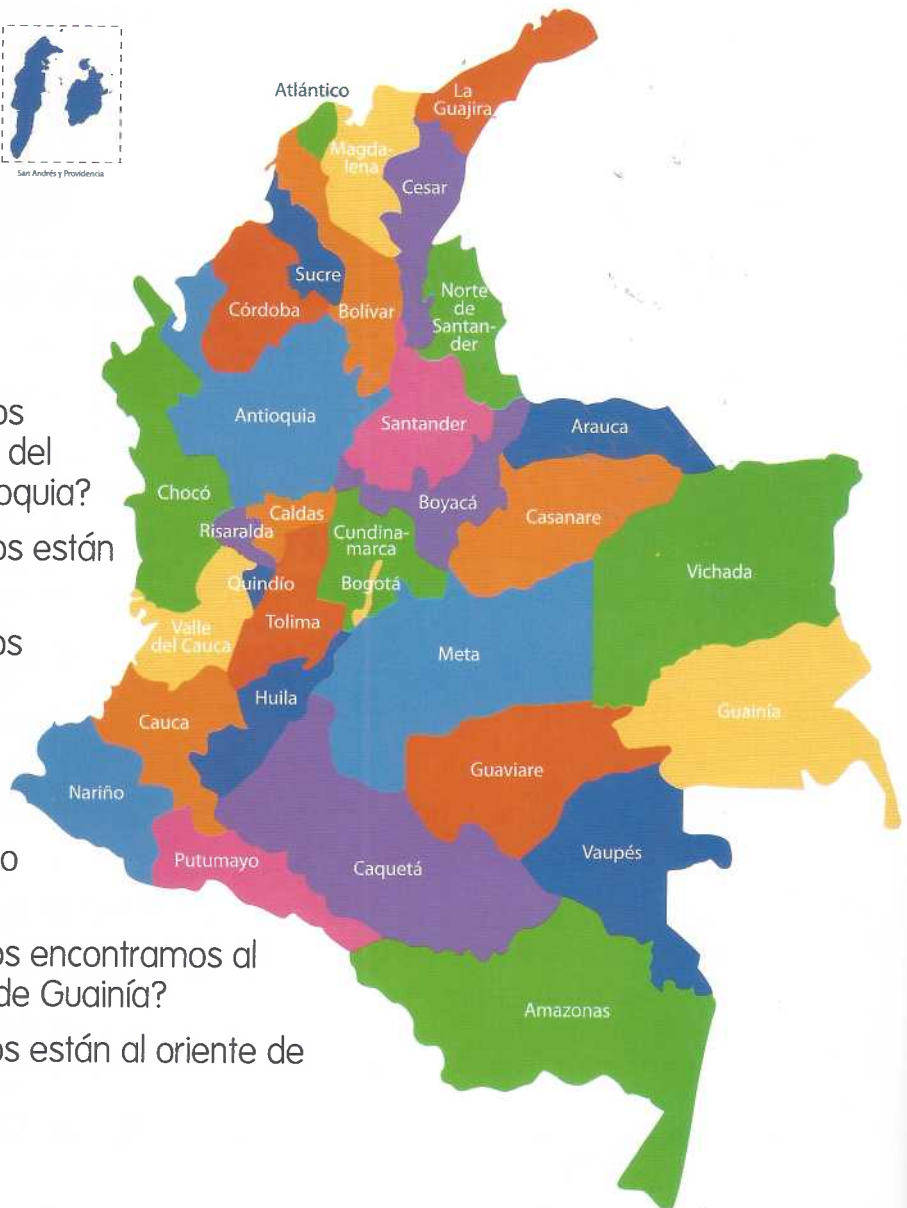 San Andrés y Providencia
Atlántico
La
Guajira
Magda-
lena
Cesar
Sucre
Córdoba
Bolívar
Norte
de
Santan-
der
Antioquia
Santander
Arauca
Chocó
Boyacá
Casanare
Risaralda
Caldas
Cundina-
marca
Quindío
Bogotá
Vichada
Valle
del Cauca
Tolima
Meta
Huila
Cauca
Guainía
Guaviare
Nariño
Putumayo
Caquetá
Vaupés
Amazonas
os
del
oquia?
os están
os
o
os encontramos al
de Guainía?
os están al oriente de